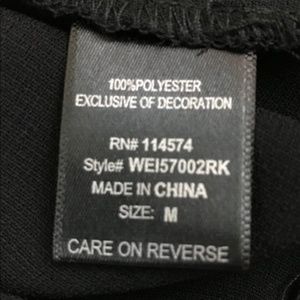 100%POLYESTER
EXCLUSIVE OF DECORATION
RN# 114574
Style# WEI57002RK
MADE IN CHINA
SIZE: M
CARE ON REVERSE